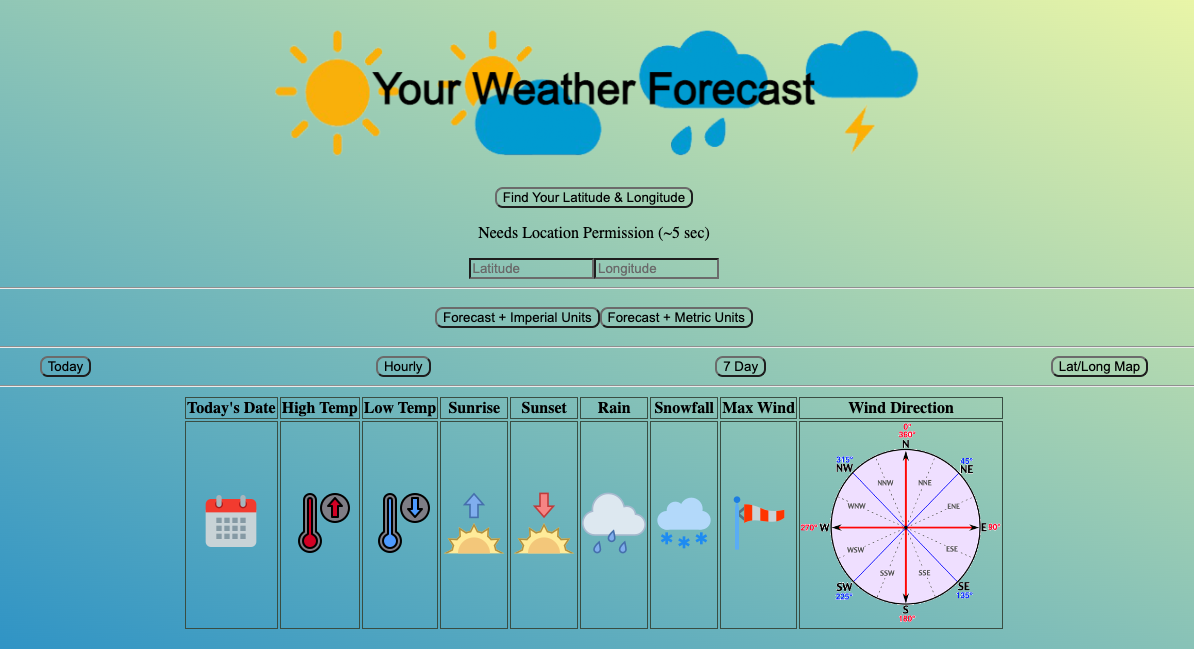 Your Weather Forecast
Find Your Latitude & Longitude
Needs Location Permission (~5 sec)
Latitude Longitude
Forecast + Imperial Units Forecast + Metric Units
Today Hourly 7 Day Lat/Long Map
Today's Date High Temp Low Temp Sunrise Sunset Rain Snowfall Max Wind Wind Direction
0°
360°
N
315° 45°
NW NE
NNW NNE
WNW ENE
270° W E 90°
WSW ESE
SSW SSE
SW SE
225° 135°
S
180°